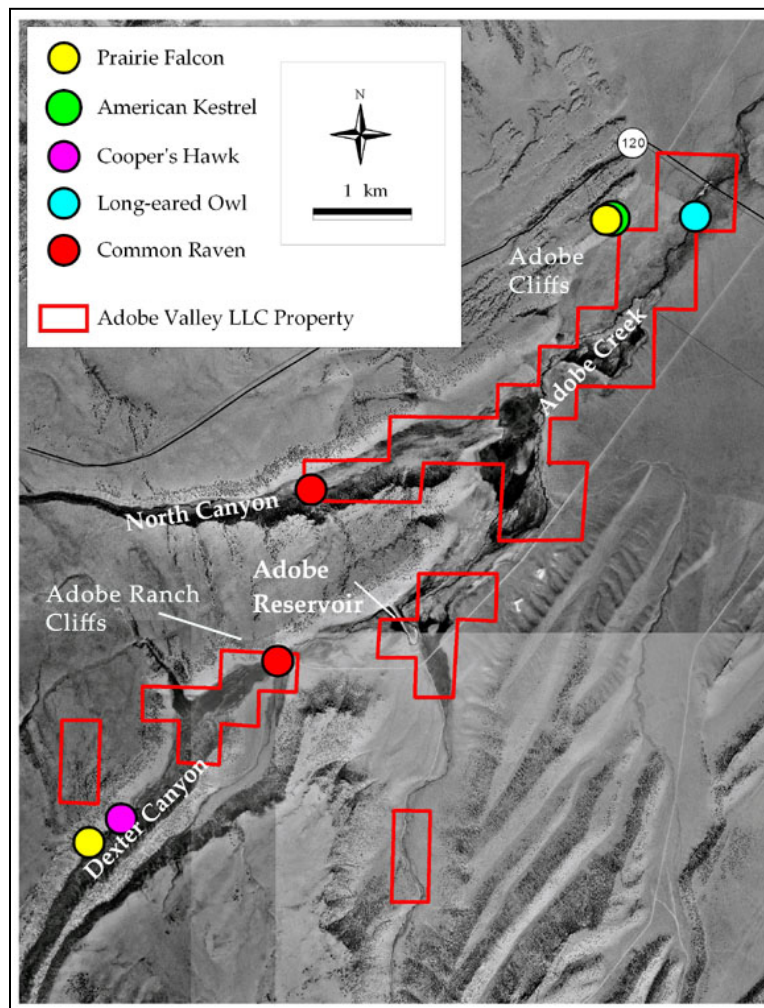 Prairie Falcon
American Kestrel
Cooper's Hawk
Long-eared Owl
Common Raven
Adobe Valley LLC Property
N
1 km
120
Adobe
Cliffs
Adobe Creek
North Canyon
Adobe
Reservoir
Adobe Ranch
Cliffs
Dexter Canyon